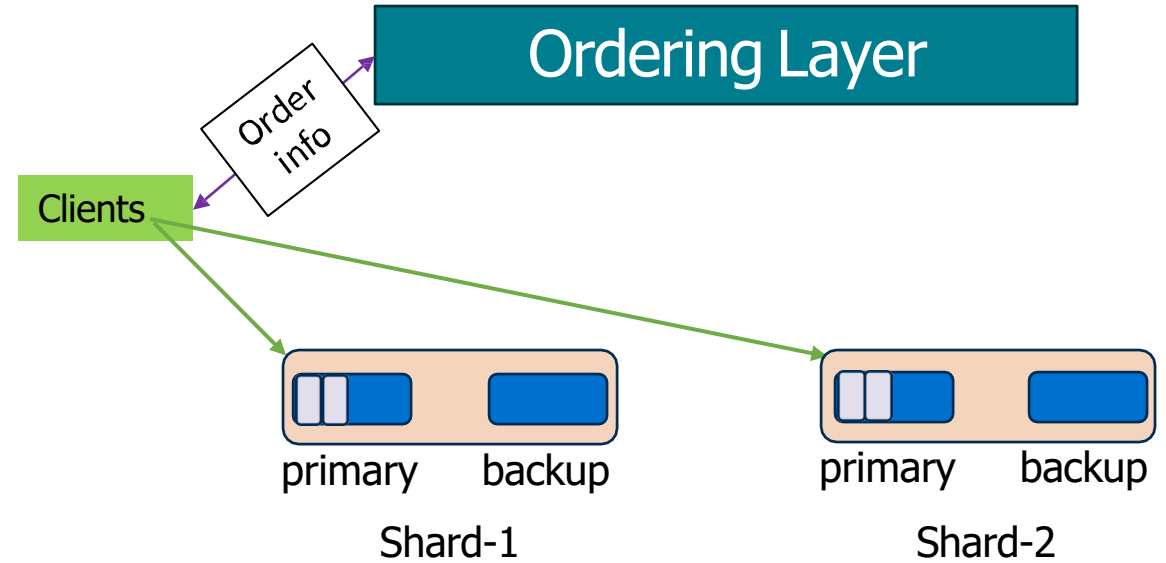 Ordering Layer
Order
info
Clients
primary
backup
primary
backup
Shard-1
Shard-2